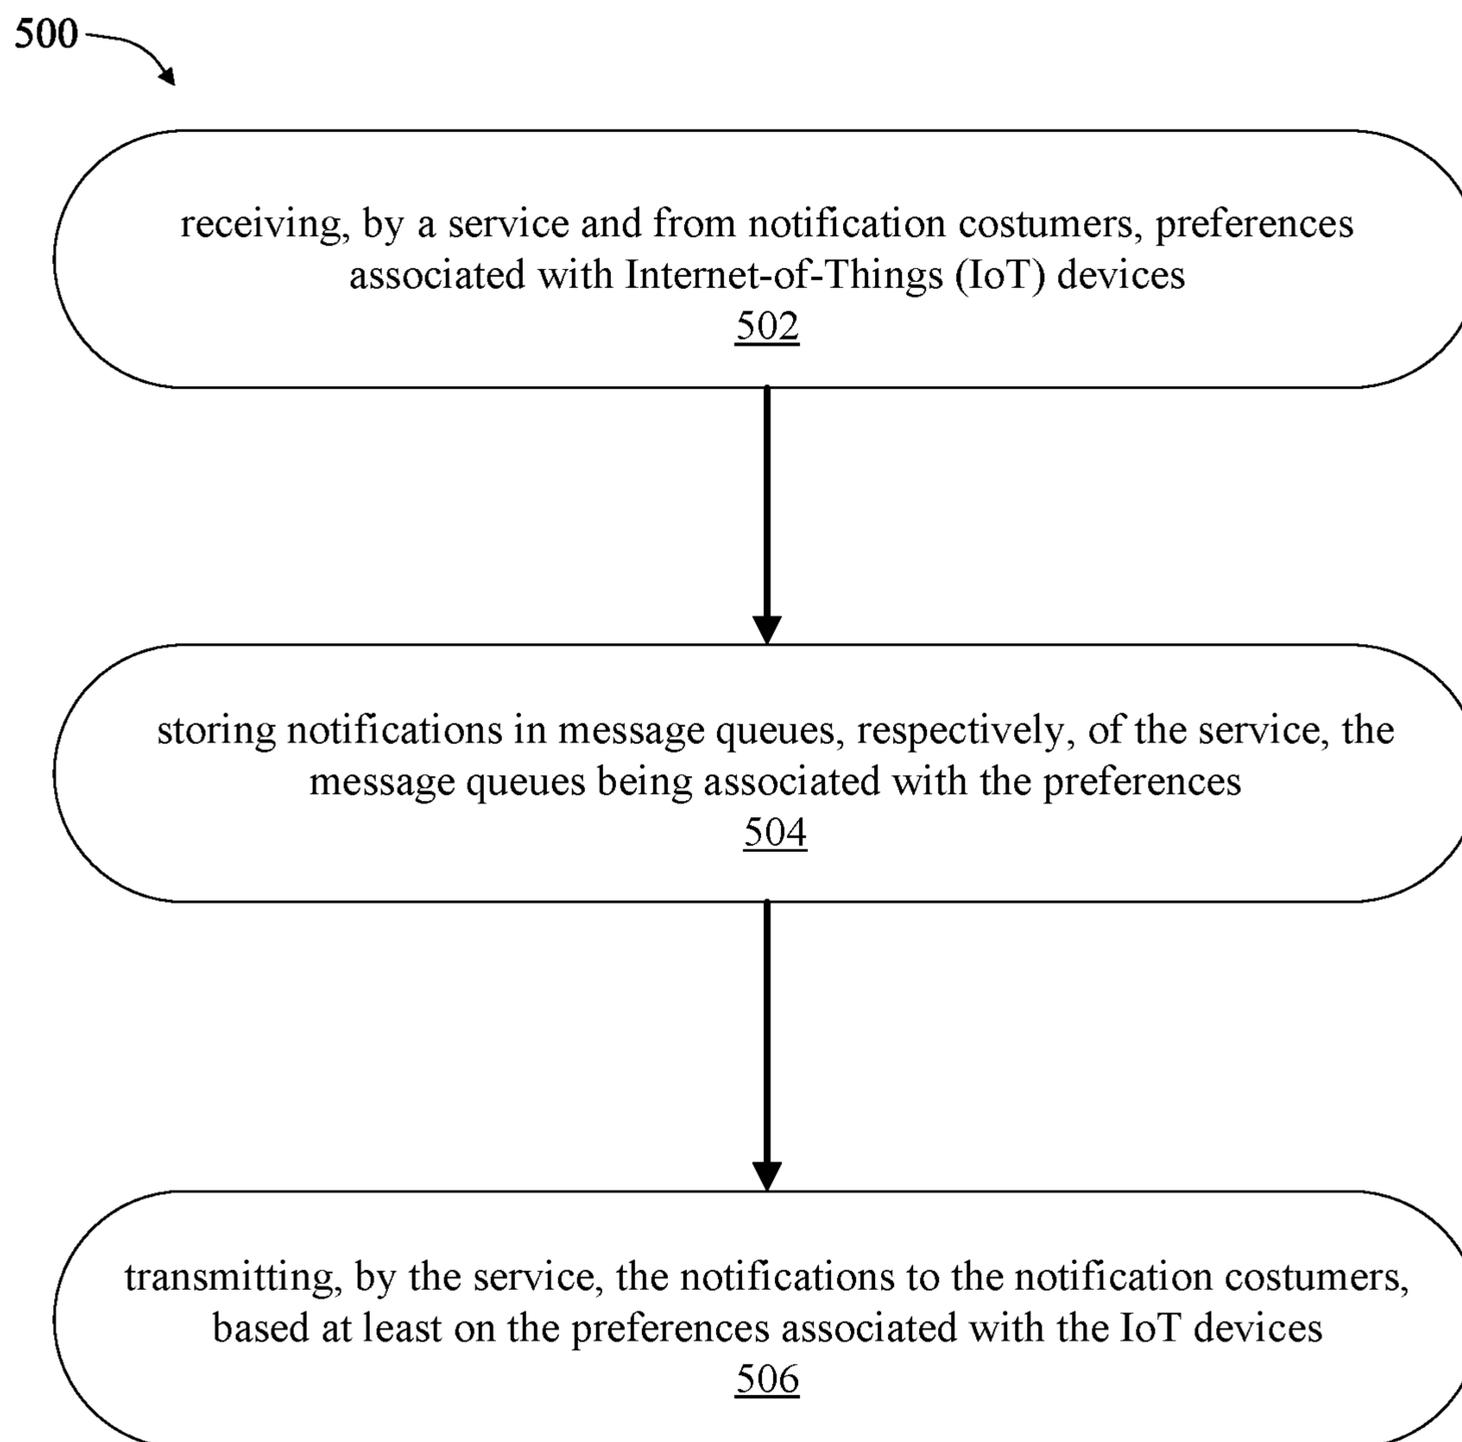 500
receiving, by a service and from notification costumers, preferences
associated with Internet-of-Things (IoT) devices
502
storing notifications in message queues, respectively, of the service, the
message queues being associated with the preferences
504
transmitting, by the service, the notifications to the notification costumers,
based at least on the preferences associated with the IoT devices
506